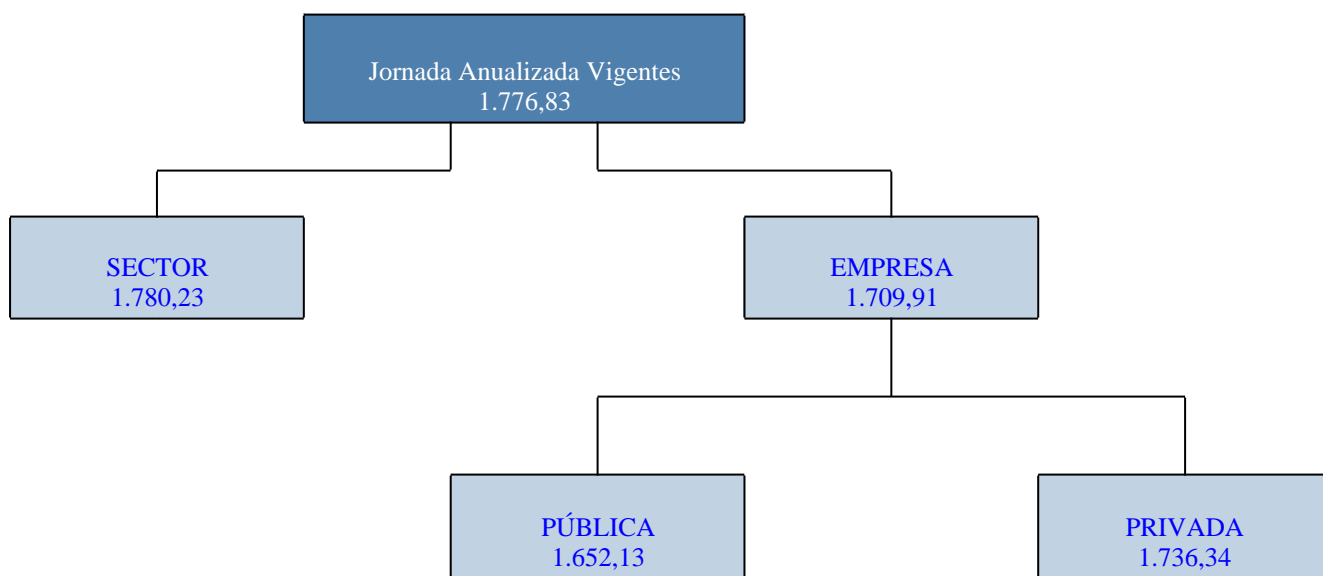 Jornada Anualizada Vigentes
1.776,83
SECTOR
1.780,23
EMPRESA
1.709,91
PÚBLICA
1.652,13
PRIVADA
1.736,34